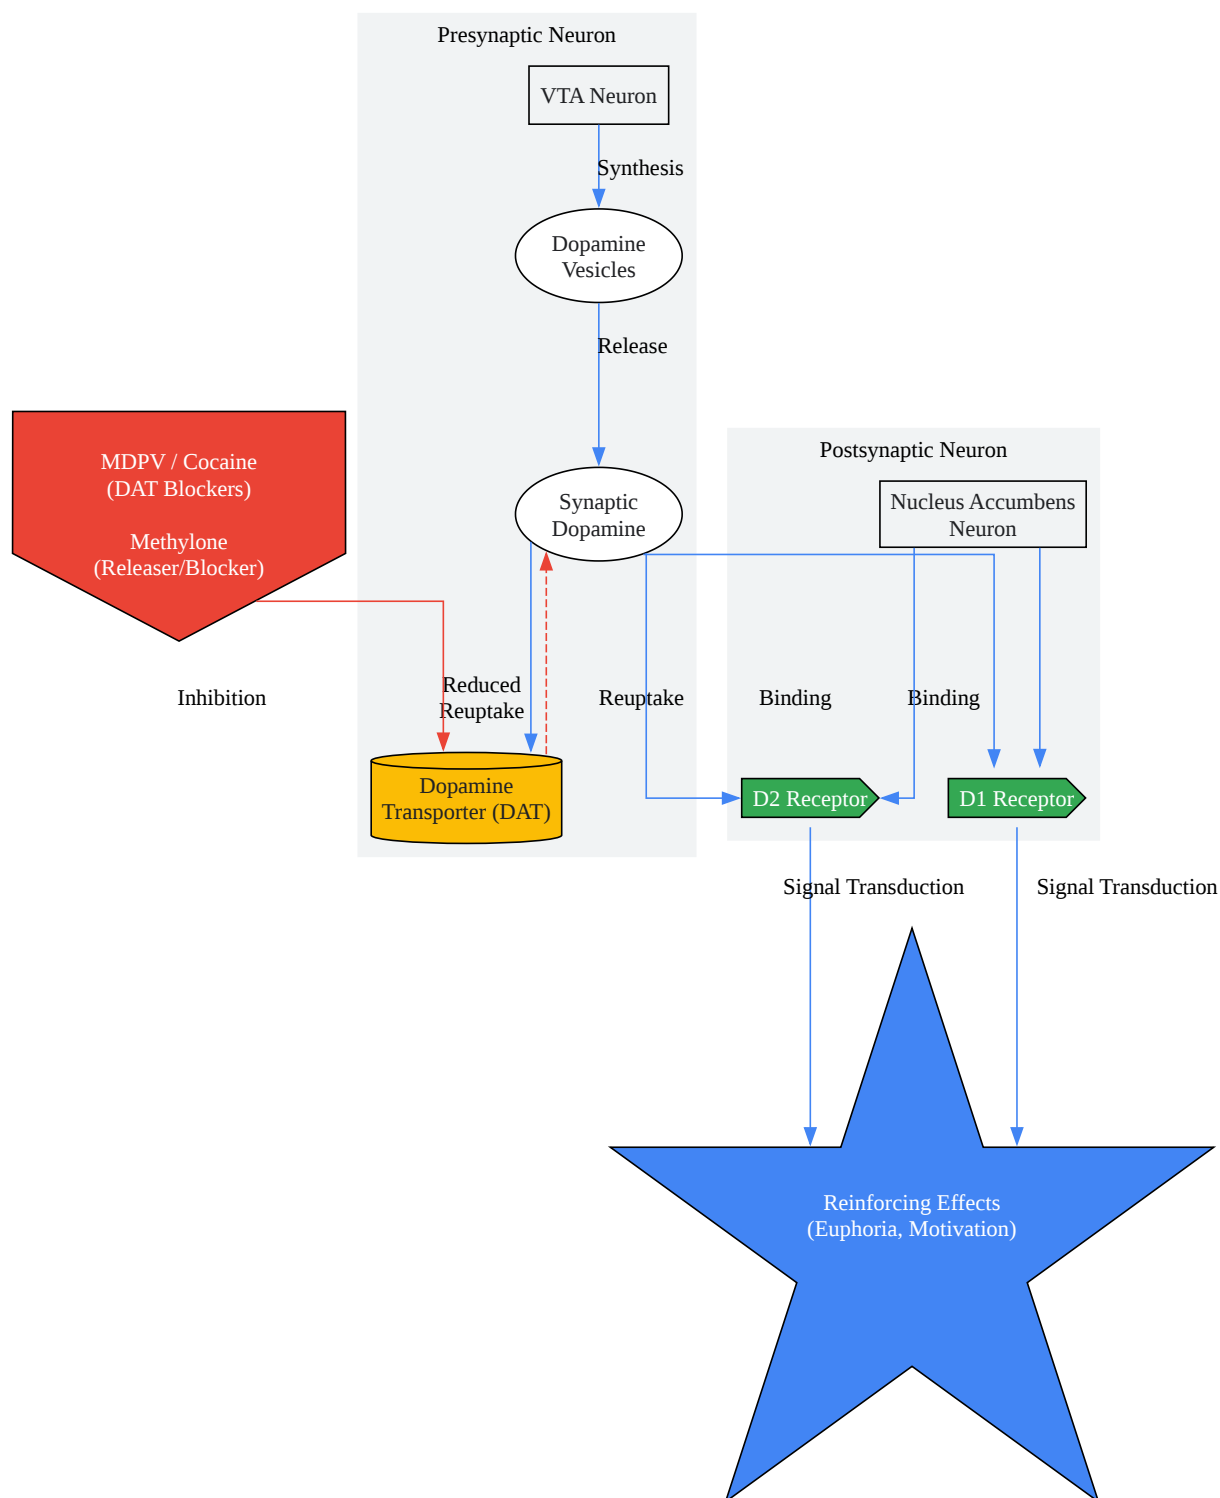 Presynaptic Neuron
VTA Neuron
Synthesis
Dopamine
Vesicles
Release
MDPV / Cocaine
(DAT Blockers)
Methylone
(Releaser/Blocker)
Postsynaptic Neuron
Synaptic
Dopamine
Nucleus Accumbens
Neuron
Inhibition
Reduced
Reuptake
Reuptake
Binding
Binding
Dopamine
Transporter (DAT)
D2 Receptor
D1 Receptor
Signal Transduction
Signal Transduction
Reinforcing Effects
(Euphoria, Motivation)